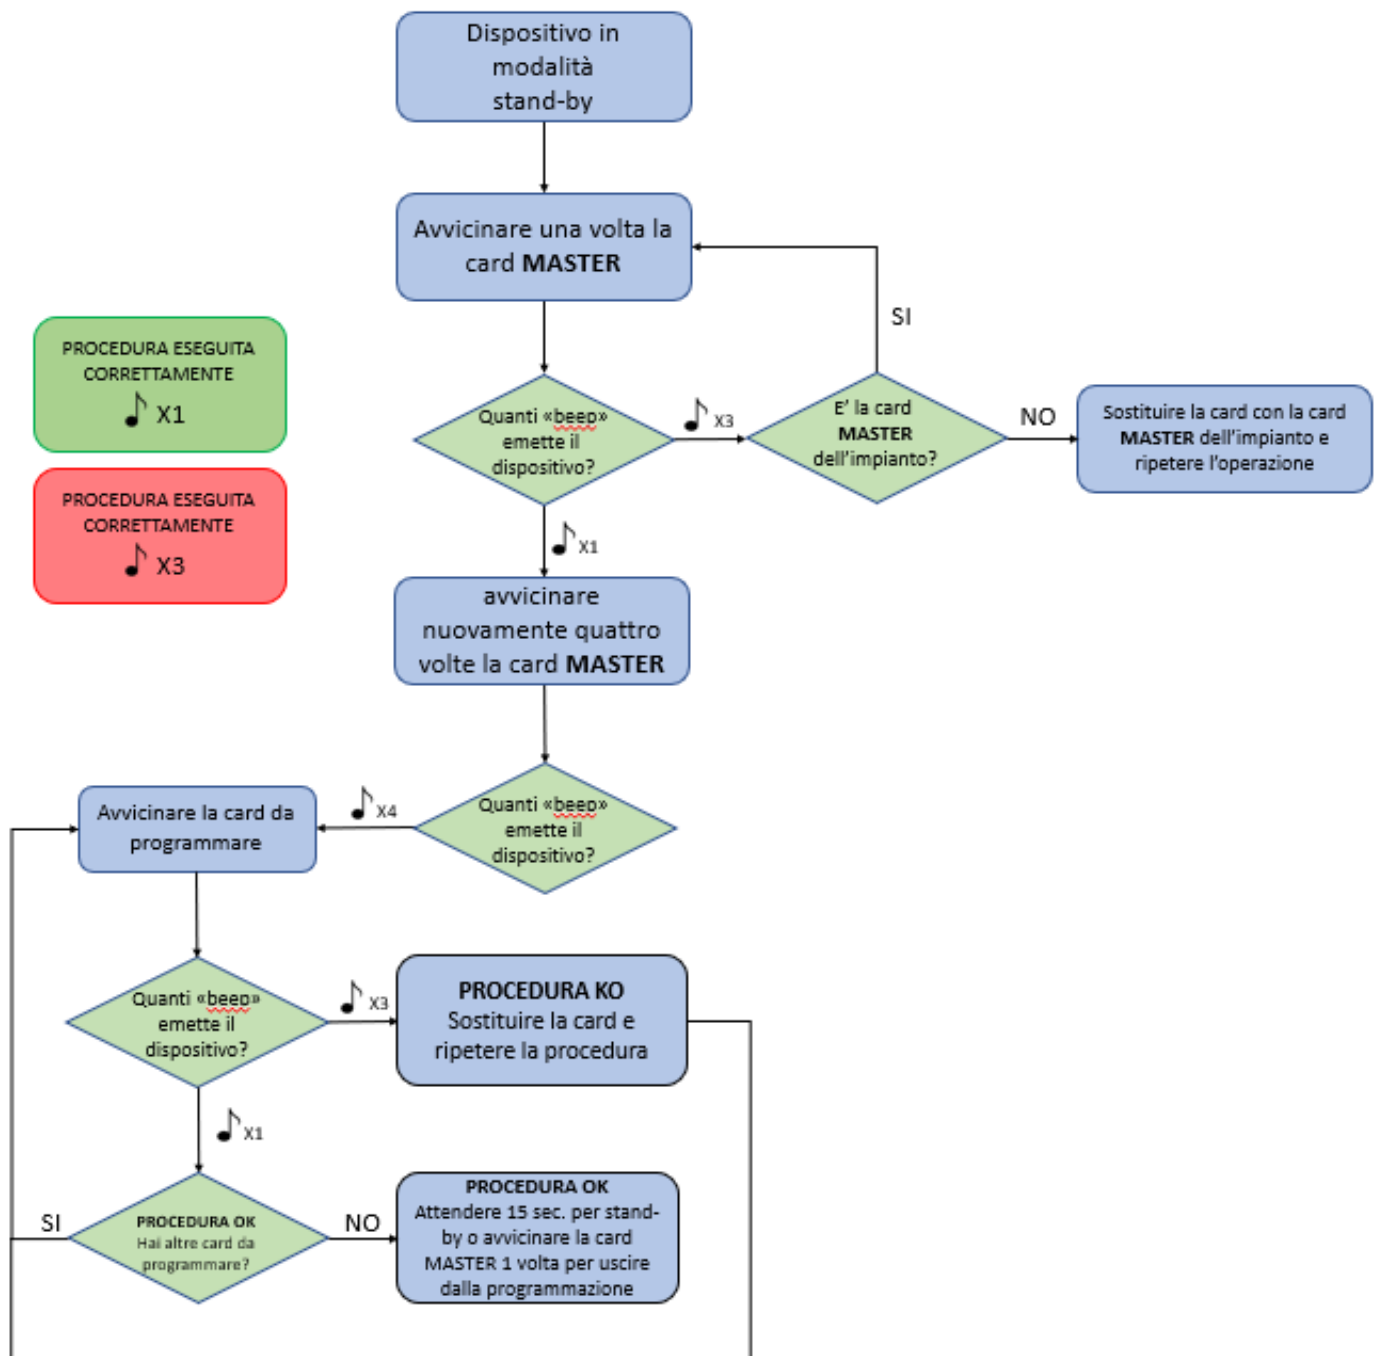 Dispositivo in
modalità
stand-by
Avvicinare una volta la
card MASTER
SI
PROCEDURA ESEGUITA
CORRETTAMENTE
♪ X1
Quanti «beep»
emette il
dispositivo?
♪ X3
E' la card
MASTER
dell'impianto?
NO
Sostituire la card con la card
MASTER dell'impianto e
ripetere l'operazione
PROCEDURA ESEGUITA
CORRETTAMENTE
♪ X3
♪ X1
avvicinare
nuovamente quattro
volte la card MASTER
Avvicinare la card da
programmare
♪ X4
Quanti «beep»
emette il
dispositivo?
Quanti «beep»
emette il
dispositivo?
♪ X3
PROCEDURA KO
Sostituire la card e
ripetere la procedura
♪ X1
SI
PROCEDURA OK
Hai altre card da
programmare?
NO
PROCEDURA OK
Attendere 15 sec. per stand-
by o avvicinare la card
MASTER 1 volta per uscire
dalla programmazione